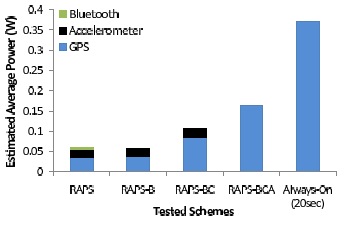 Estimated Average Power (W)
0.4
0.35
0.3
0.25
0.2
0.15
0.1
0.05
0
Bluetooth
Accelerometer
GPS
RAPS
RAPS-B
RAPS-BC
RAPS-BCA
Always-On
(20sec)
Tested Schemes